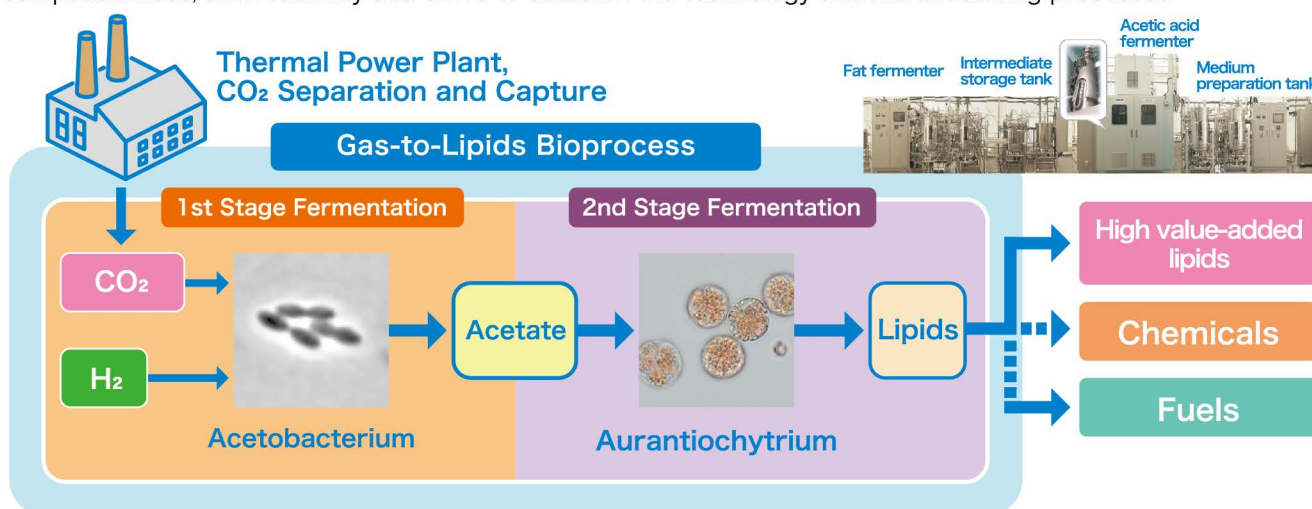 Thermal Power Plant,
CO₂ Separation and Capture
Fat fermenter
Intermediate
storage tank
Acetic acid
fermenter
Medium
preparation tank
Gas-to-Lipids Bioprocess
1st Stage Fermentation
2nd Stage Fermentation
CO₂
H₂
Acetobacterium
Acetate
Aurantiochytrium
Lipids
High value-added
lipids
Chemicals
Fuels